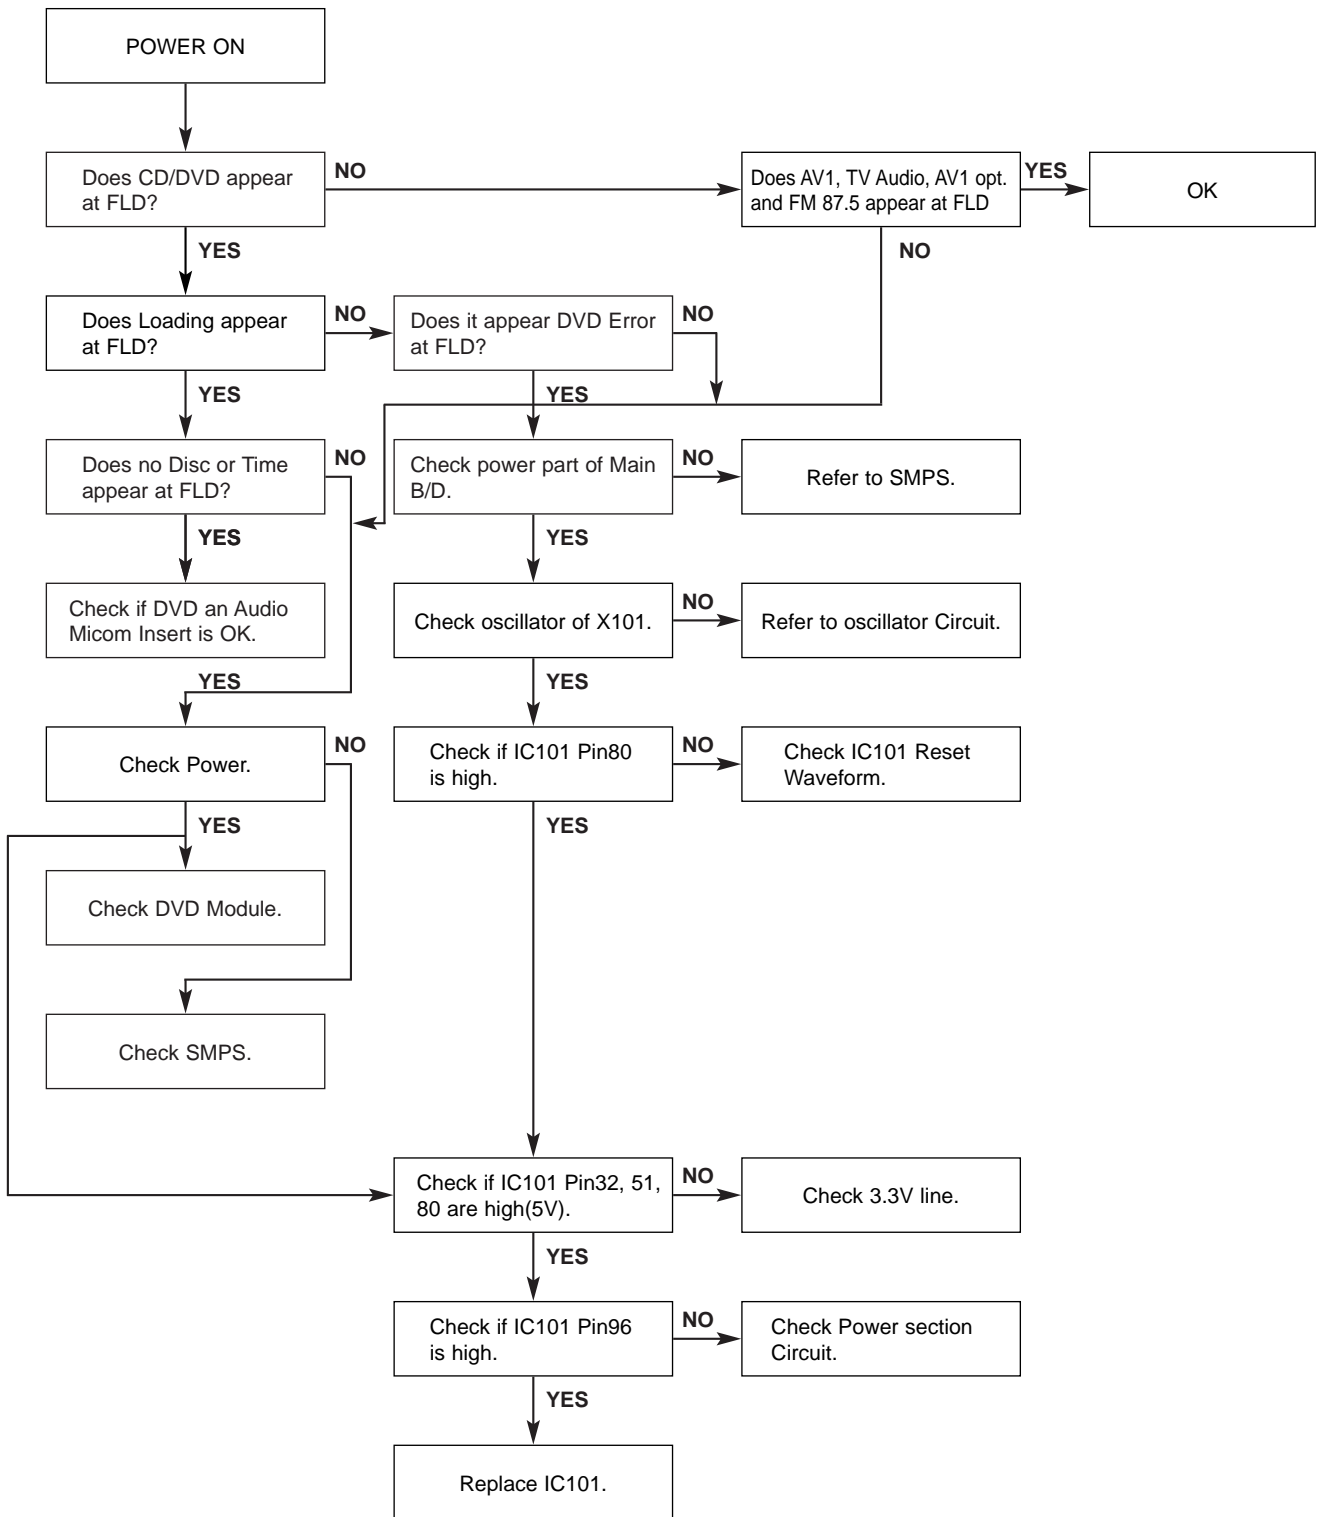 POWER ON
Does CD/DVD appear
at FLD?
NO
Does AV1, TV Audio, AV1 opt.
and FM 87.5 appear at FLD
YES
OK
YES
NO
Does Loading appear
at FLD?
NO
Does it appear DVD Error
at FLD?
NO
YES
YES
Does no Disc or Time
appear at FLD?
NO
Check power part of Main
B/D.
NO
Refer to SMPS.
YES
YES
Check if DVD an Audio
Micom Insert is OK.
Check oscillator of X101.
NO
Refer to oscillator Circuit.
YES
YES
Check Power.
NO
Check if IC101 Pin80
is high.
NO
Check IC101 Reset
Waveform.
YES
YES
Check DVD Module.
Check SMPS.
Check if IC101 Pin32, 51,
80 are high(5V).
NO
Check 3.3V line.
YES
Check if IC101 Pin96
is high.
NO
Check Power section
Circuit.
YES
Replace IC101.